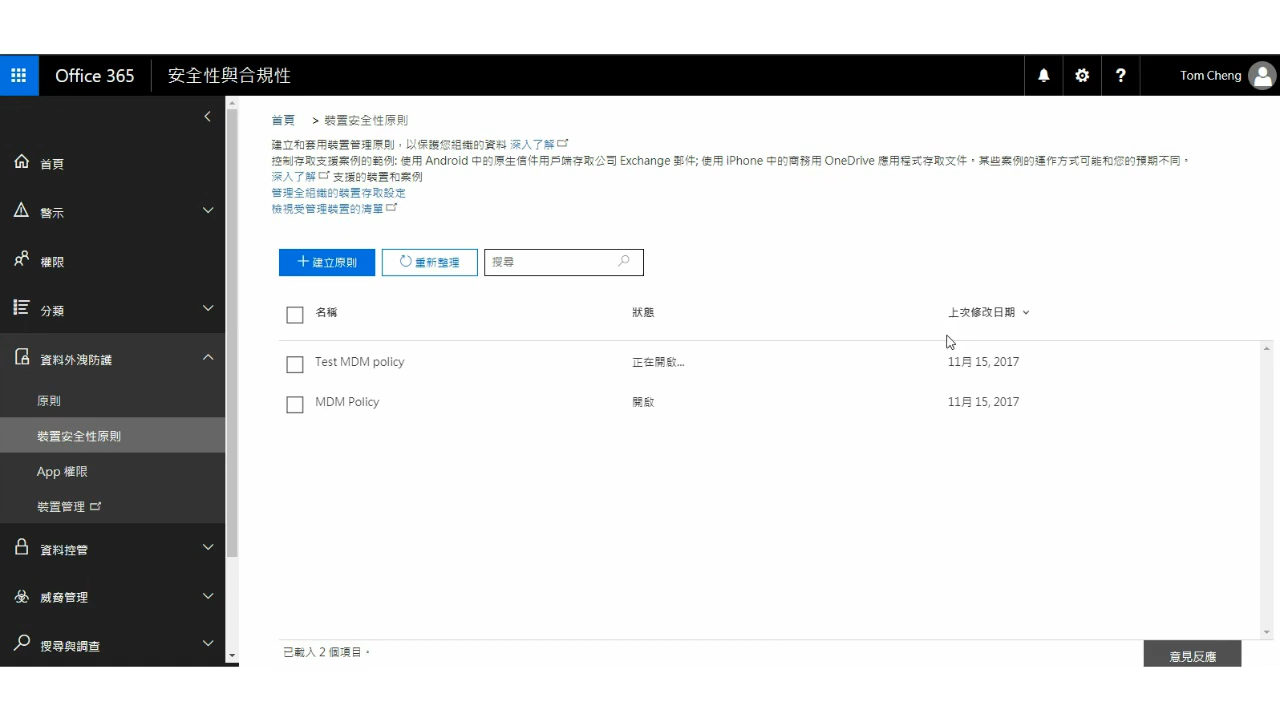 Office 365 安全性與合規性 ? Tom Cheng
首頁 > 裝置安全性原則
建立和套用裝置管理原則，以保護您組織的資料 深入了解
控制存取支援案例的範例: 使用 Android 中的原生信件用戶端存取公司 Exchange 郵件; 使用 iPhone 中的商務用 OneDrive 應用程式存取文件。某些案例的運作方式可能和您的預期不同。
深入了解 支援的裝置和案例
管理全組織的裝置存取設定
檢視受管理裝置的清單
首頁
警示
權限
分類
資料外洩防護
原則
裝置安全性原則
App 權限
裝置管理
資料控管
威脅管理
搜尋與調查
+ 建立原則 重新整理 搜尋
名稱 狀態 上次修改日期
Test MDM policy 正在開啟... 11月 15, 2017
MDM Policy 開啟 11月 15, 2017
已載入 2 個項目。
意見反應